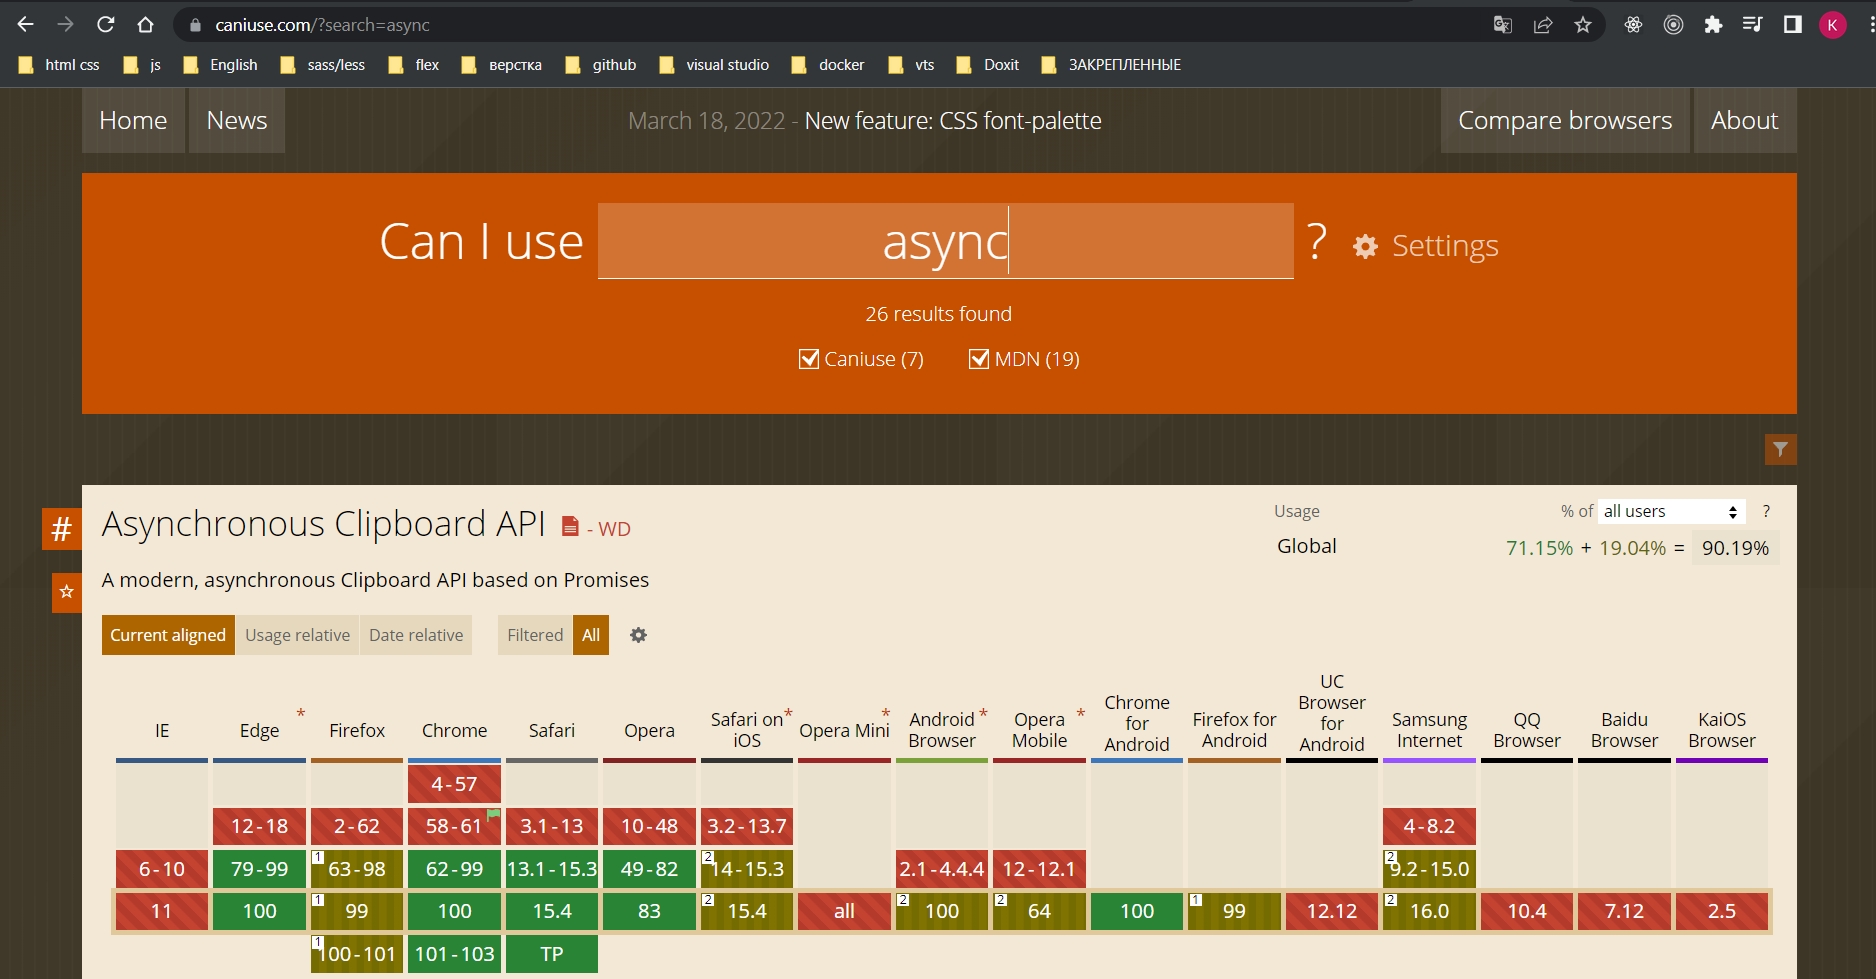 caniuse.com/?search=async
K
html css js English sass/less flex верстка github visual studio docker vts Doxit ЗАКРЕПЛЕННЫЕ
Home News March 18, 2022 - New feature: CSS font-palette Compare browsers About
Can I use async ? Settings
26 results found
Caniuse (7) MDN (19)
# Asynchronous Clipboard API - WD
Usage % of all users ?
Global 71.15% + 19.04% = 90.19%
A modern, asynchronous Clipboard API based on Promises
Current aligned Usage relative Date relative Filtered All
IE Edge * Firefox Chrome Safari Opera Safari on iOS * Opera Mini * Android Browser * Opera Mobile * Chrome for Android Firefox for Android UC Browser for Android Samsung Internet QQ Browser Baidu Browser KaiOS Browser
4-57
12-18 2-62 58-61 3.1-13 10-48 3.2-13.7 4-8.2
6-10 79-99 1 63-98 62-99 13.1-15.3 49-82 2 14-15.3 2.1-4.4.4 12-12.1 2 9.2-15.0
11 100 1 99 100 15.4 83 2 15.4 all 2 100 2 64 100 1 99 12.12 2 16.0 10.4 7.12 2.5
1 100-101 101-103 TP